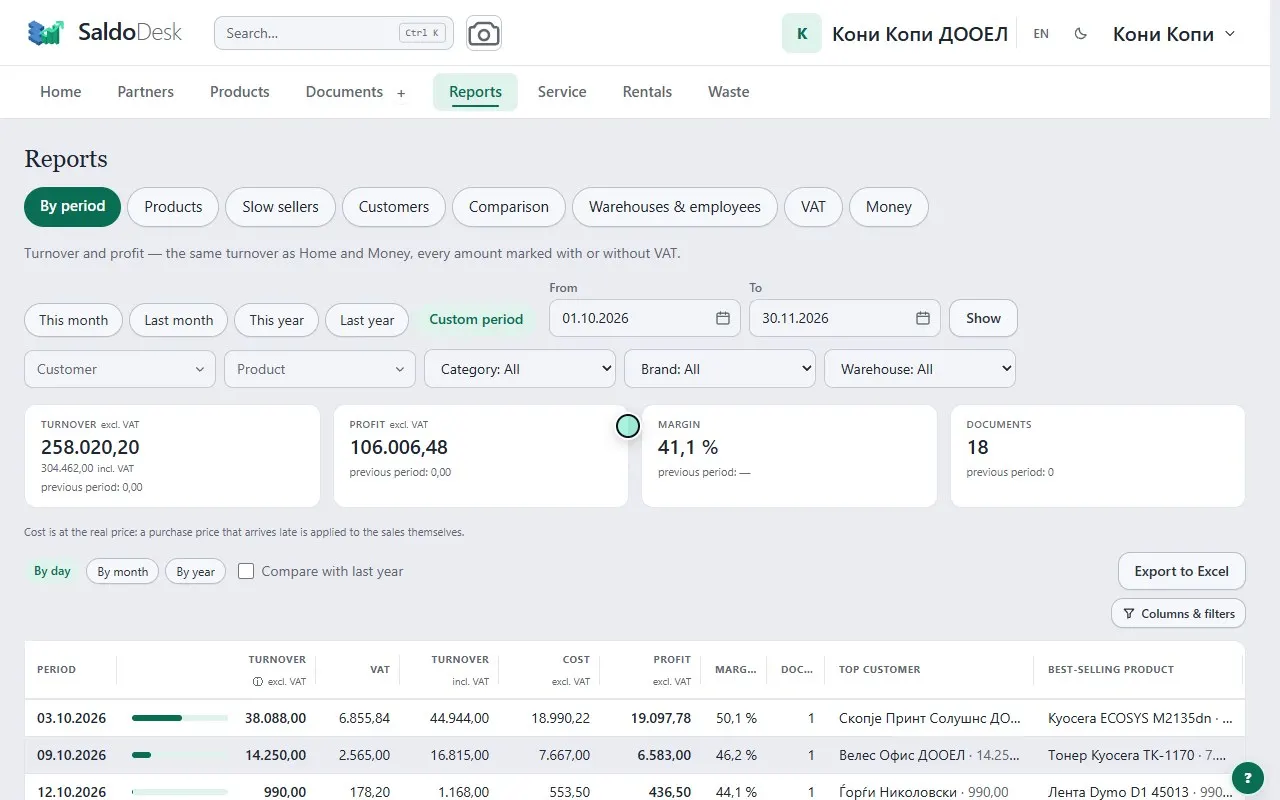 SaldoDesk
Search... Ctrl K
K Кони Копи ДООЕЛ EN Кони Копи
Home Partners Products Documents + Reports Service Rentals Waste
Reports
By period Products Slow sellers Customers Comparison Warehouses & employees VAT Money
Turnover and profit — the same turnover as Home and Money, every amount marked with or without VAT.
From To
This month Last month This year Last year Custom period 01.10.2026 30.11.2026 Show
Customer Product Category: All Brand: All Warehouse: All
TURNOVER excl. VAT PROFIT excl. VAT MARGIN DOCUMENTS
258.020,20 106.006,48 41,1 % 18
304.462,00 incl. VAT previous period: 0,00 previous period: — previous period: 0
previous period: 0,00
Cost is at the real price: a purchase price that arrives late is applied to the sales themselves.
By day By month By year Compare with last year Export to Excel
Columns & filters
PERIOD TURNOVER excl. VAT VAT TURNOVER incl. VAT COST excl. VAT PROFIT excl. VAT MARG... DOC... TOP CUSTOMER BEST-SELLING PRODUCT
03.10.2026 38.088,00 6.855,84 44.944,00 18.990,22 19.097,78 50,1 % 1 Скопје Принт Солушнс ДО... Kyocera ECOSYS M2135dn · ...
09.10.2026 14.250,00 2.565,00 16.815,00 7.667,00 6.583,00 46,2 % 1 Велес Офис ДООЕЛ · 14.25... Тонер Kyocera TK-1170 · 7....
12.10.2026 990,00 178,20 1.168,00 553,50 436,50 44,1 % 1 Ѓорѓи Николовски · 990,00 Лента Dymo D1 45013 · 990...
?